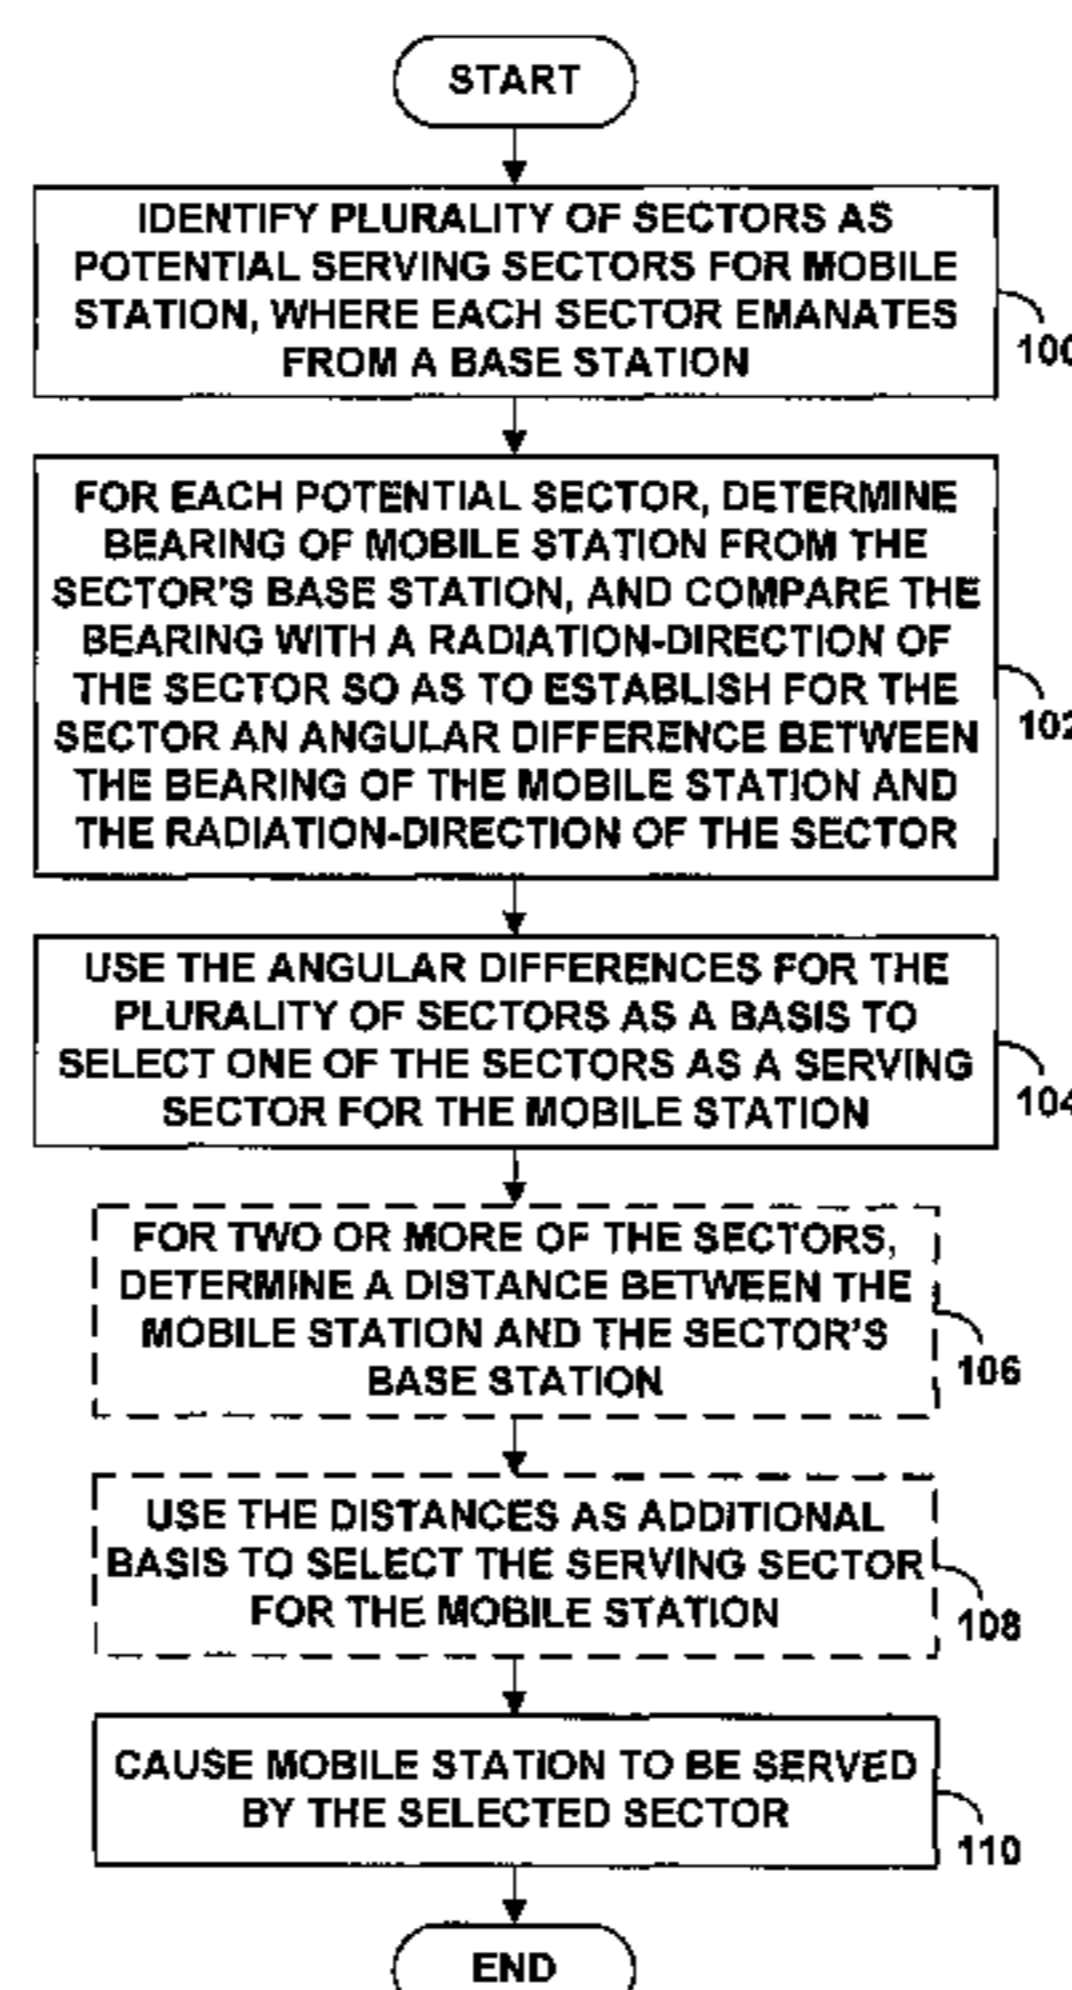 START
IDENTIFY PLURALITY OF SECTORS AS
POTENTIAL SERVING SECTORS FOR MOBILE
STATION, WHERE EACH SECTOR EMANATES
FROM A BASE STATION
100
FOR EACH POTENTIAL SECTOR, DETERMINE
BEARING OF MOBILE STATION FROM THE
SECTOR'S BASE STATION, AND COMPARE THE
BEARING WITH A RADIATION-DIRECTION OF
THE SECTOR SO AS TO ESTABLISH FOR THE
SECTOR AN ANGULAR DIFFERENCE BETWEEN
THE BEARING OF THE MOBILE STATION AND
THE RADIATION-DIRECTION OF THE SECTOR
102
USE THE ANGULAR DIFFERENCES FOR THE
PLURALITY OF SECTORS AS A BASIS TO
SELECT ONE OF THE SECTORS AS A SERVING
SECTOR FOR THE MOBILE STATION
104
FOR TWO OR MORE OF THE SECTORS,
DETERMINE A DISTANCE BETWEEN THE
MOBILE STATION AND THE SECTOR'S
BASE STATION
106
USE THE DISTANCES AS ADDITIONAL
BASIS TO SELECT THE SERVING SECTOR
FOR THE MOBILE STATION
108
CAUSE MOBILE STATION TO BE SERVED
BY THE SELECTED SECTOR
110
END